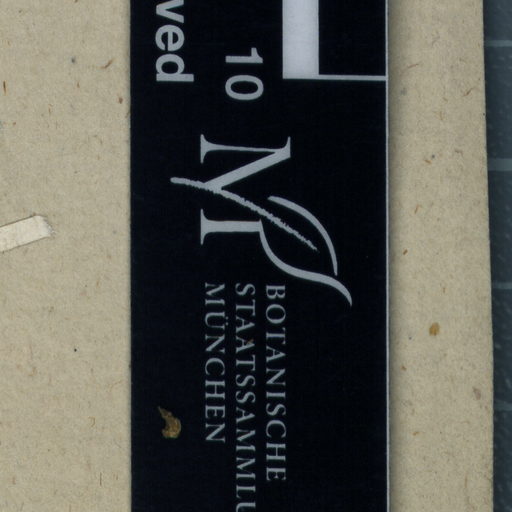 ved
10
BOTANISCHE
STAATSSAMMLU
MÜNCHEN